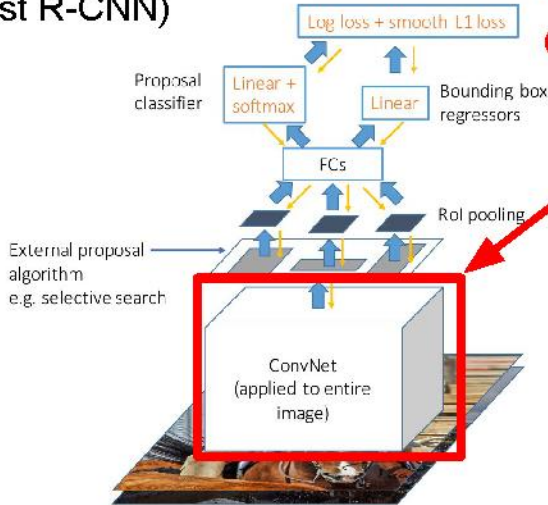 st R-CNN)
Log loss + smooth L1 loss
Proposal
classifier
Linear +
softmax
Linear
Bounding box
regressors
FCs
RoI pooling
External proposal
algorithm
e.g. selective search
ConvNet
(applied to entire
image)